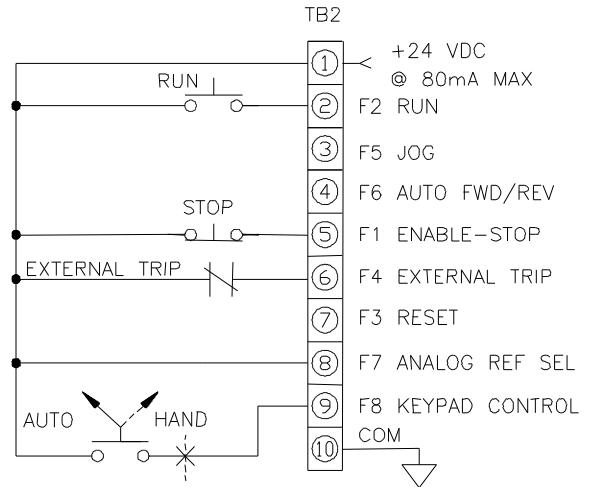 TB2
1 +24 VDC
@ 80mA MAX
RUN
2 F2 RUN
3 F5 JOG
4 F6 AUTO FWD/REV
STOP
5 F1 ENABLE-STOP
EXTERNAL TRIP
6 F4 EXTERNAL TRIP
7 F3 RESET
8 F7 ANALOG REF SEL
AUTO HAND
9 F8 KEYPAD CONTROL
10 COM